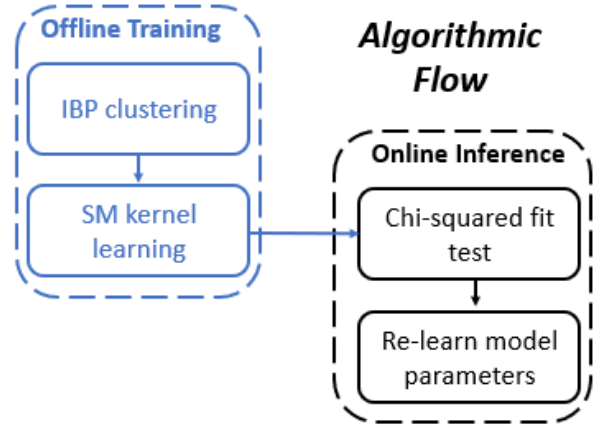 Offline Training
IBP clustering
SM kernel
learning
Algorithmic
Flow
Online Inference
Chi-squared fit
test
Re-learn model
parameters